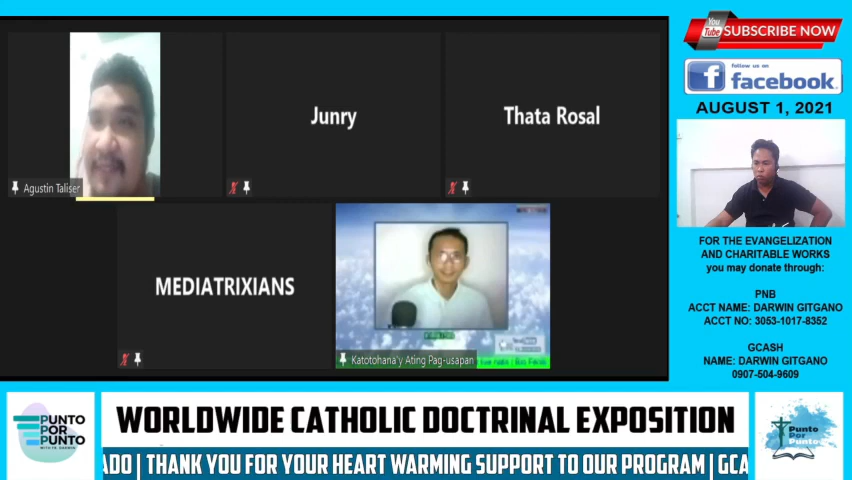 Agustin Taliser
Junry
Thata Rosal
MEDIATRIXIANS
Katotohana'y Ating Pag-usapan
You
Tube
SUBSCRIBE NOW
follow us on
facebook
AUGUST 1, 2021
FOR THE EVANGELIZATION
AND CHARITABLE WORKS
you may donate through:
PNB
ACCT NAME: DARWIN GITGANO
ACCT NO: 3053-1017-8352
GCASH
NAME: DARWIN GITGANO
0907-504-9609
PUNTO
POR
PUNTO
WORLDWIDE CATHOLIC DOCTRINAL EXPOSITION
Punto
Por
Punto
ADO | THANK YOU FOR YOUR HEART WARMING SUPPORT TO OUR PROGRAM | GCA